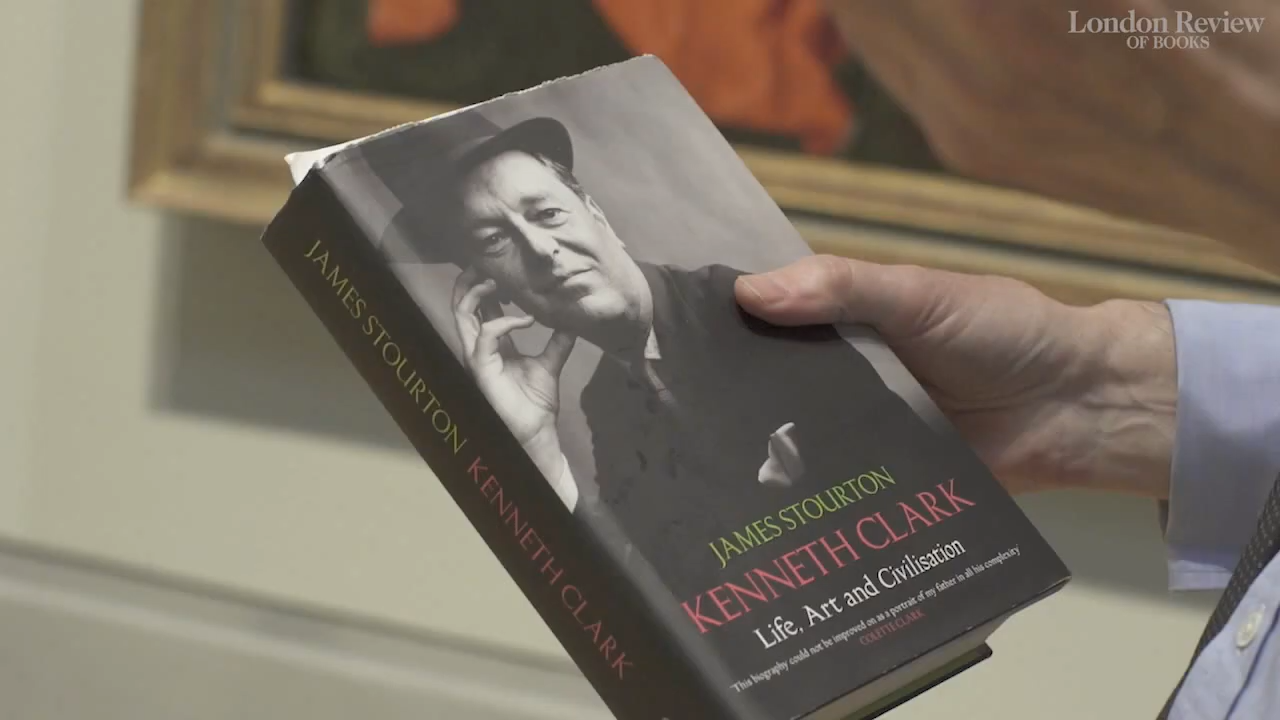 London Review
OF BOOKS
JAMES STOURTON KENNETH CLARK
JAMES STOURTON
KENNETH CLARK
Life, Art and Civilisation
'This biography could not be improved on as a portrait of my father in all his complexity'
COLETTE CLARK